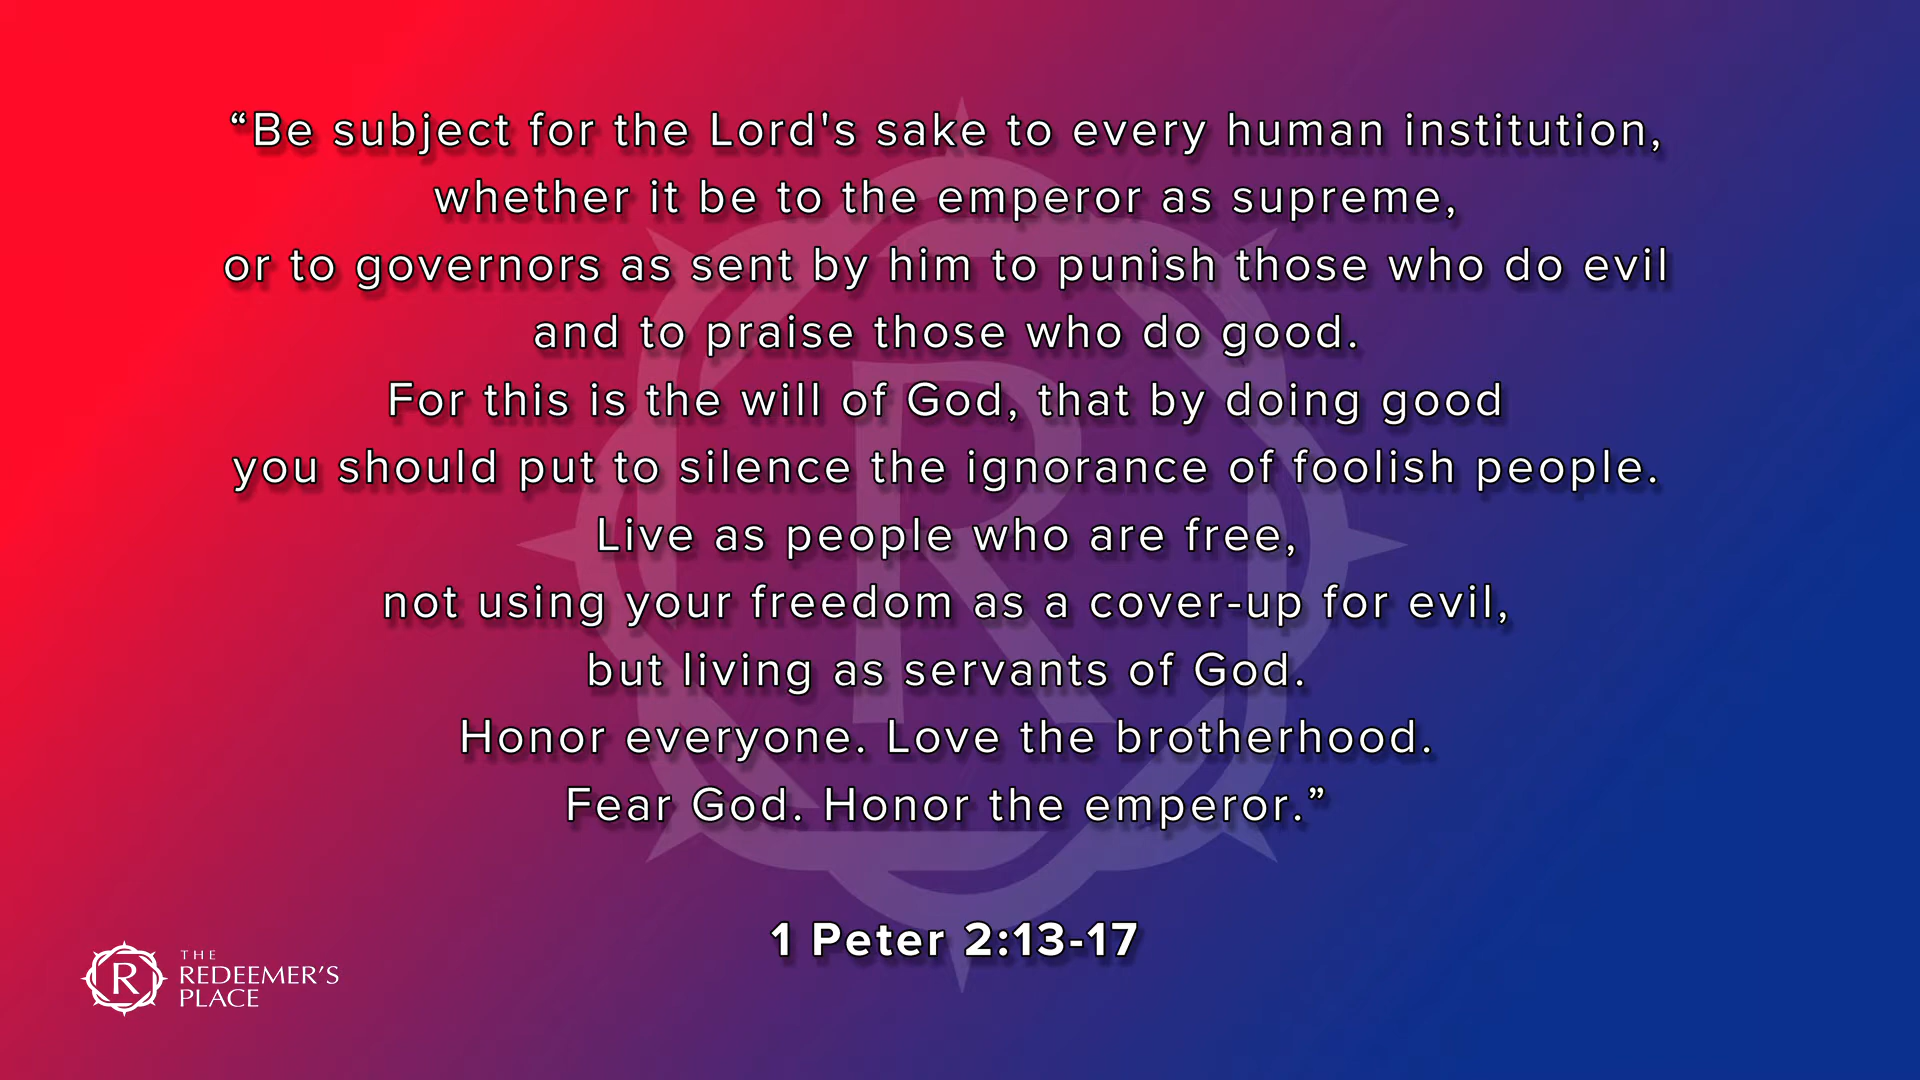 “Be subject for the Lord's sake to every human institution,
whether it be to the emperor as supreme,
or to governors as sent by him to punish those who do evil
and to praise those who do good.
For this is the will of God, that by doing good
you should put to silence the ignorance of foolish people.
Live as people who are free,
not using your freedom as a cover-up for evil,
but living as servants of God.
Honor everyone. Love the brotherhood.
Fear God. Honor the emperor.”
1 Peter 2:13-17
R
THE
REDEEMER'S
PLACE